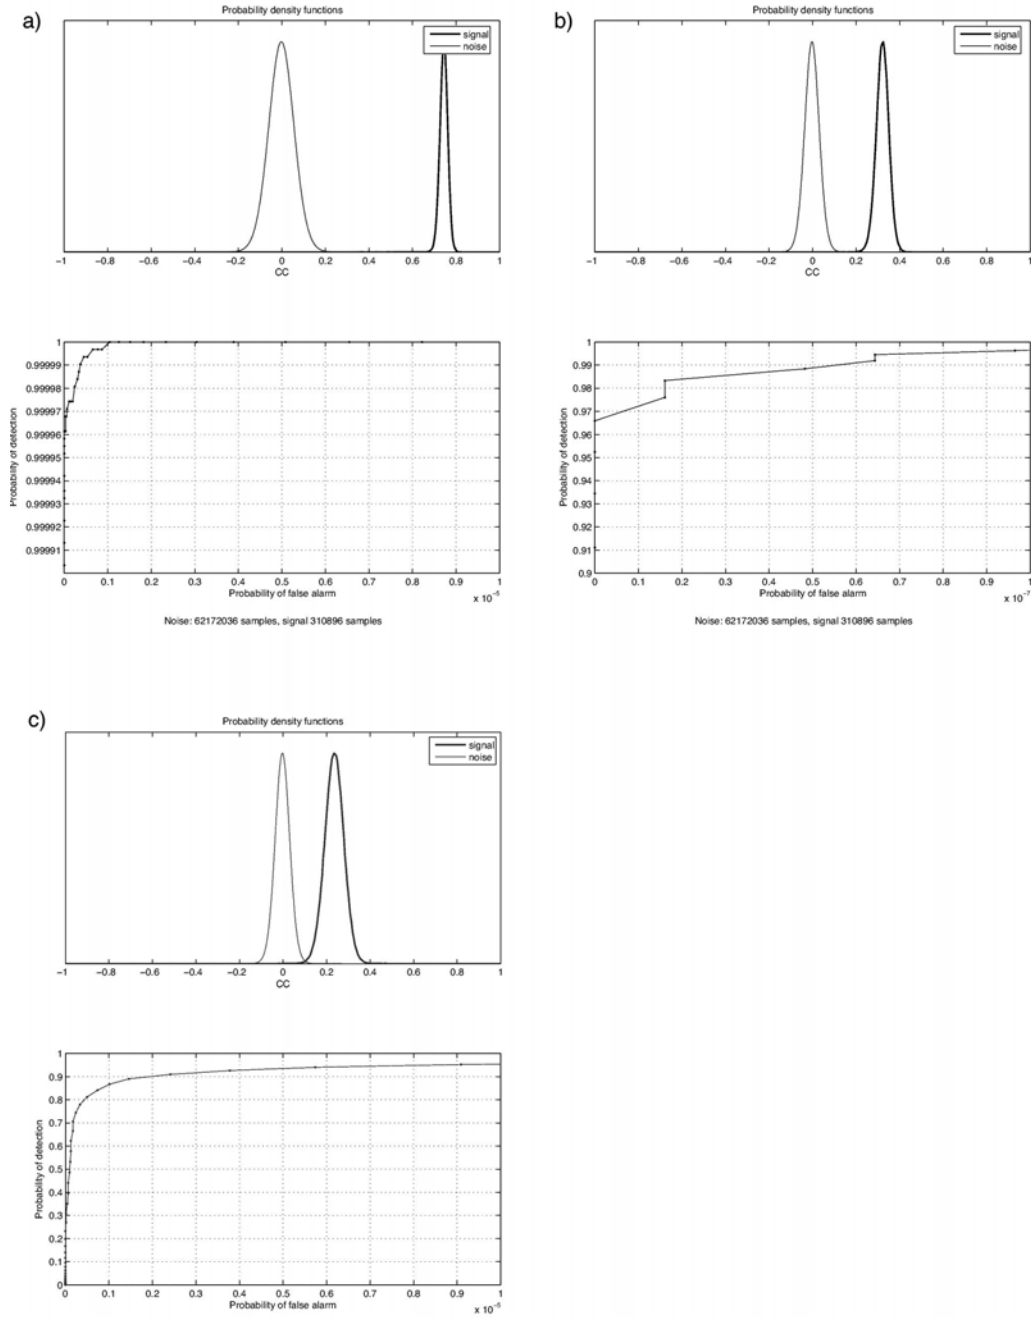 a)
Probability density functions
signal
noise
−1 −0.8 −0.6 −0.4 −0.2 0 0.2 0.4 0.6 0.8 1
CC
1
0.99999
0.99998
0.99997
0.99996
0.99995
0.99994
0.99993
0.99992
0.99991
Probability of detection
0 0.1 0.2 0.3 0.4 0.5 0.6 0.7 0.8 0.9 1
Probability of false alarm
x 10⁻⁵
Noise: 62172036 samples, signal 310896 samples
b)
Probability density functions
signal
noise
−1 −0.8 −0.6 −0.4 −0.2 0 0.2 0.4 0.6 0.8 1
CC
1
0.99
0.98
0.97
0.96
0.95
0.94
0.93
0.92
0.91
0.9
Probability of detection
0 0.1 0.2 0.3 0.4 0.5 0.6 0.7 0.8 0.9 1
Probability of false alarm
x 10⁻⁷
Noise: 62172036 samples, signal 310896 samples
c)
Probability density functions
signal
noise
−1 −0.8 −0.6 −0.4 −0.2 0 0.2 0.4 0.6 0.8 1
CC
1
0.9
0.8
0.7
0.6
0.5
0.4
0.3
0.2
0.1
0
Probability of detection
0 0.1 0.2 0.3 0.4 0.5 0.6 0.7 0.8 0.9 1
Probability of false alarm
x 10⁻⁵